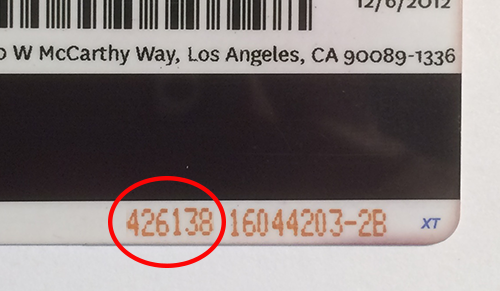 12/6/2012
W McCarthy Way, Los Angeles, CA 90089-1336
426138 16044203-2B XT